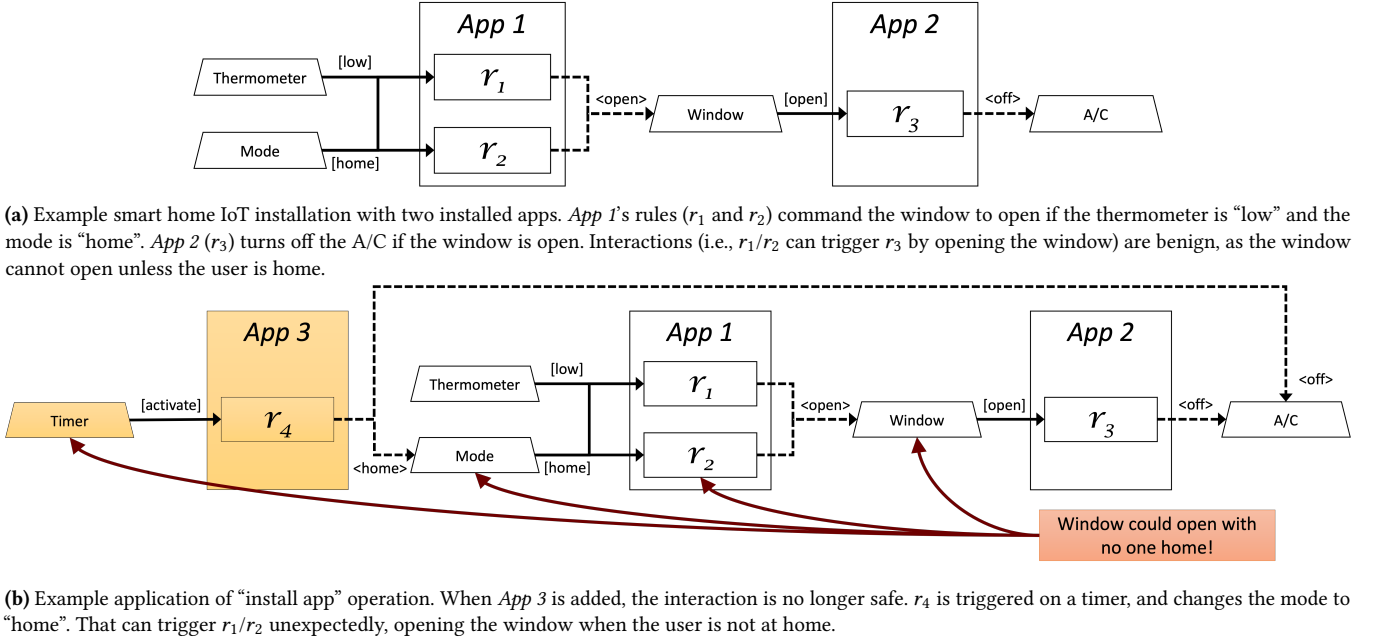 App 1
App 2
[low]
Thermometer
r₁
<open>
[open]
<off>
Window
r₃
A/C
Mode
[home]
r₂
(a) Example smart home IoT installation with two installed apps. App 1's rules (r₁ and r₂) command the window to open if the thermometer is “low” and the
mode is “home”. App 2 (r₃) turns off the A/C if the window is open. Interactions (i.e., r₁/r₂ can trigger r₃ by opening the window) are benign, as the window
cannot open unless the user is home.
App 3
App 1
App 2
[low]
Thermometer
r₁
<off>
[activate]
<open>
[open]
<off>
Timer
r₄
Window
r₃
A/C
Mode
r₂
<home>
[home]
Window could open with
no one home!
(b) Example application of “install app” operation. When App 3 is added, the interaction is no longer safe. r₄ is triggered on a timer, and changes the mode to
“home”. That can trigger r₁/r₂ unexpectedly, opening the window when the user is not at home.